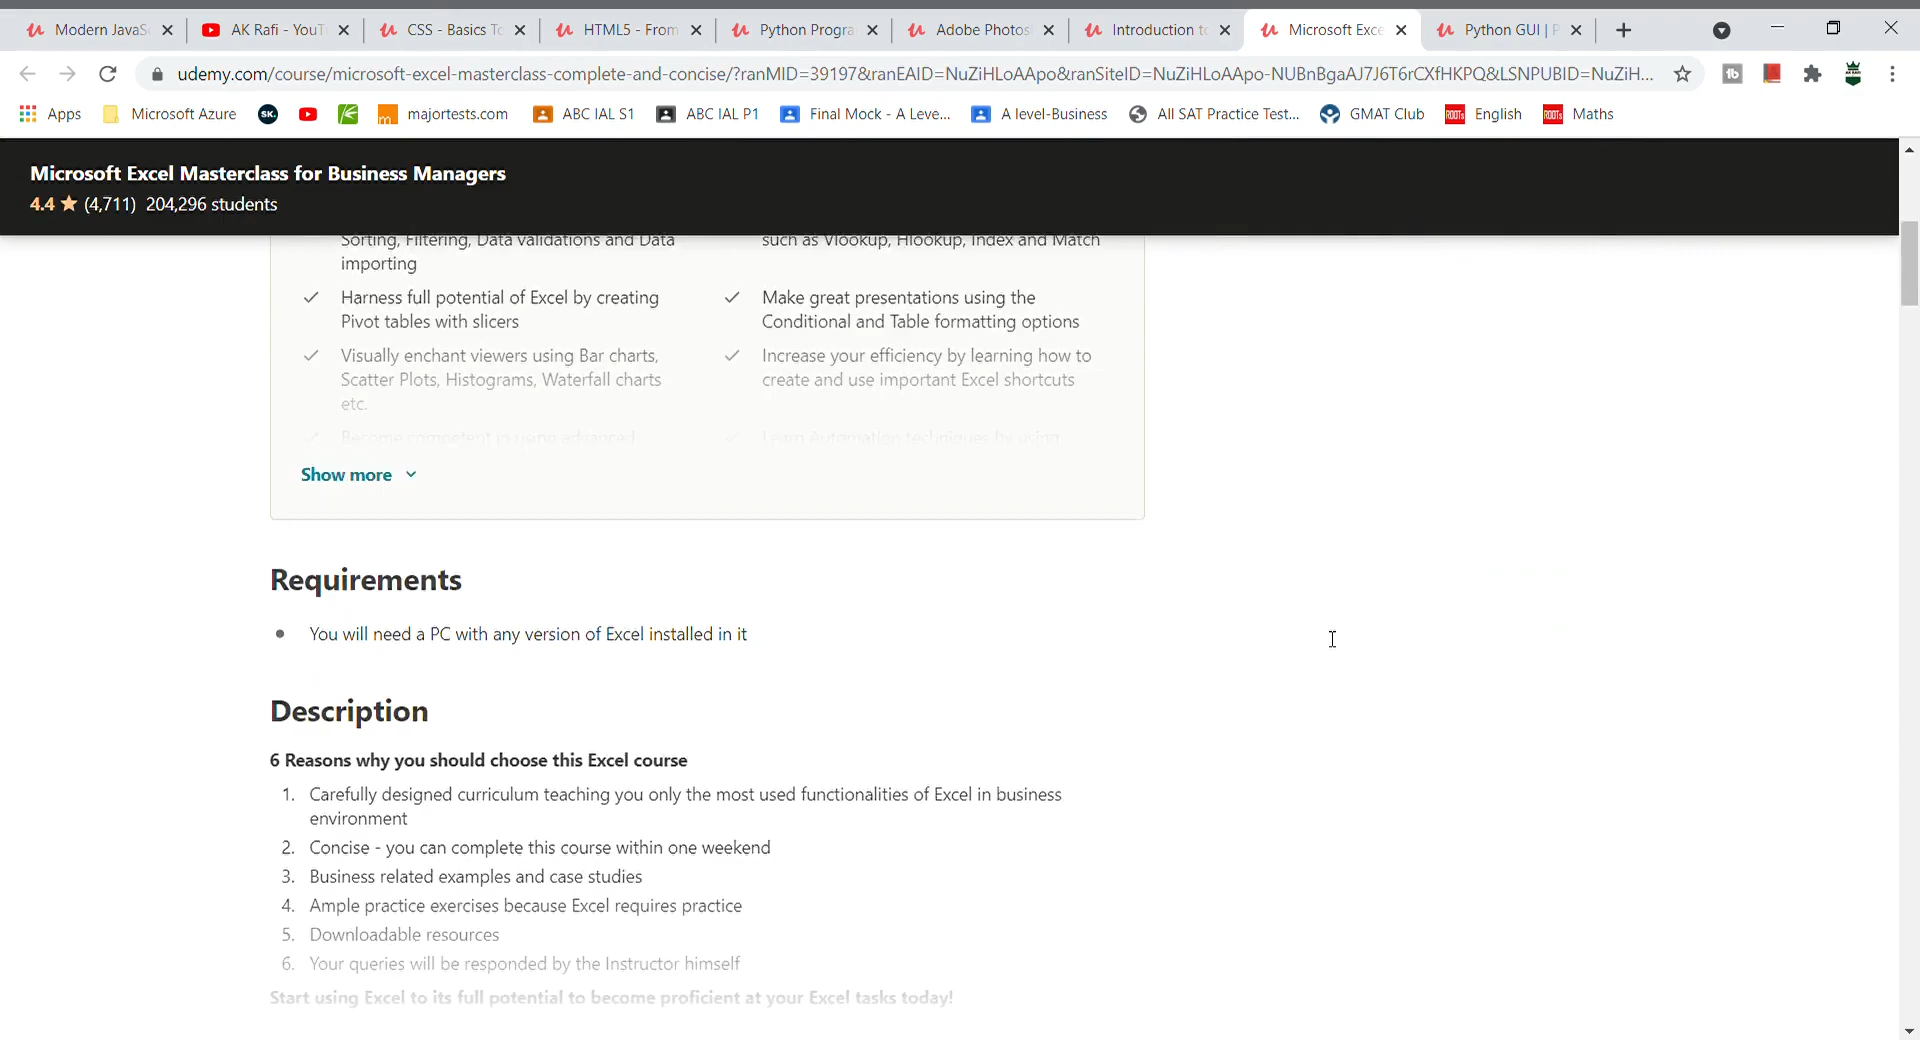 Modern JavaSc
AK Rafi - YouT
CSS - Basics To
HTML5 - From
Python Progra
Adobe Photos
Introduction to
Microsoft Exce
Python GUI | P
udemy.com/course/microsoft-excel-masterclass-complete-and-concise/?ranMID=39197&ranEAID=NuZiHLoAApo&ranSiteID=NuZiHLoAApo-NUBnBgaAJ7J6T6rCXfHKPQ&LSNPUBID=NuZiH...
Apps
Microsoft Azure
SK.
majortests.com
ABC IAL S1
ABC IAL P1
Final Mock - A Leve...
A level-Business
All SAT Practice Test...
GMAT Club
English
Maths
Microsoft Excel Masterclass for Business Managers
4.4 ★ (4,711) 204,296 students
Sorting, Filtering, Data validations and Data
importing
such as Vlookup, Hlookup, Index and Match
Harness full potential of Excel by creating
Pivot tables with slicers
Make great presentations using the
Conditional and Table formatting options
Visually enchant viewers using Bar charts,
Scatter Plots, Histograms, Waterfall charts
etc.
Increase your efficiency by learning how to
create and use important Excel shortcuts
Become competent in using advanced
Learn Automation techniques by using
Show more
Requirements
You will need a PC with any version of Excel installed in it
Description
6 Reasons why you should choose this Excel course
1. Carefully designed curriculum teaching you only the most used functionalities of Excel in business
environment
2. Concise - you can complete this course within one weekend
3. Business related examples and case studies
4. Ample practice exercises because Excel requires practice
5. Downloadable resources
6. Your queries will be responded by the Instructor himself
Start using Excel to its full potential to become proficient at your Excel tasks today!